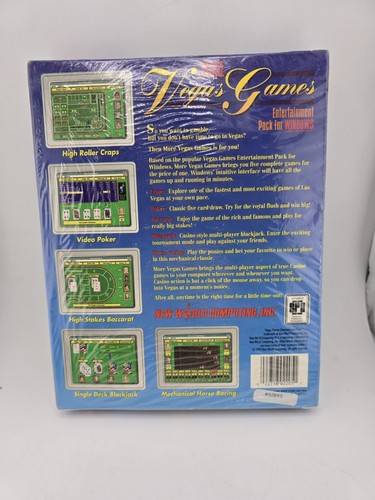 Vegas Games
Entertainment
Pack for WINDOWS
So you want to gamble,
but you don't have time to go to Vegas?
Then More Vegas Games is for you!
Based on the popular Vegas Games Entertainment Pack for
Windows, More Vegas Games brings you five complete games for
the price of one. Windows' intuitive interface will have all the
games up and running in minutes.
Craps: Explore one of the fastest and most exciting games of Las
Vegas at your own pace.
Poker: Classic five card draw. Try for the royal flush and win big!
Baccarat: Enjoy the game of the rich and famous and play for
really big stakes!
Blackjack: Casino style multi-player blackjack. Enter the exciting
tournament mode and play against your friends.
Play the ponies and bet your favorite to win or place
in this mechanical classic.
More Vegas Games brings the multi-player aspect of true Casino
games to your computer whenever and wherever you want.
Casino action is but a click of the mouse away, so you can drop
into Vegas at a moment's notice.
After all, anytime is the right time for a little time-out!
NEW WORLD COMPUTING, INC.
High Roller Craps
Video Poker
High Stakes Baccarat
Single Deck Blackjack
Mechanical Horse Racing